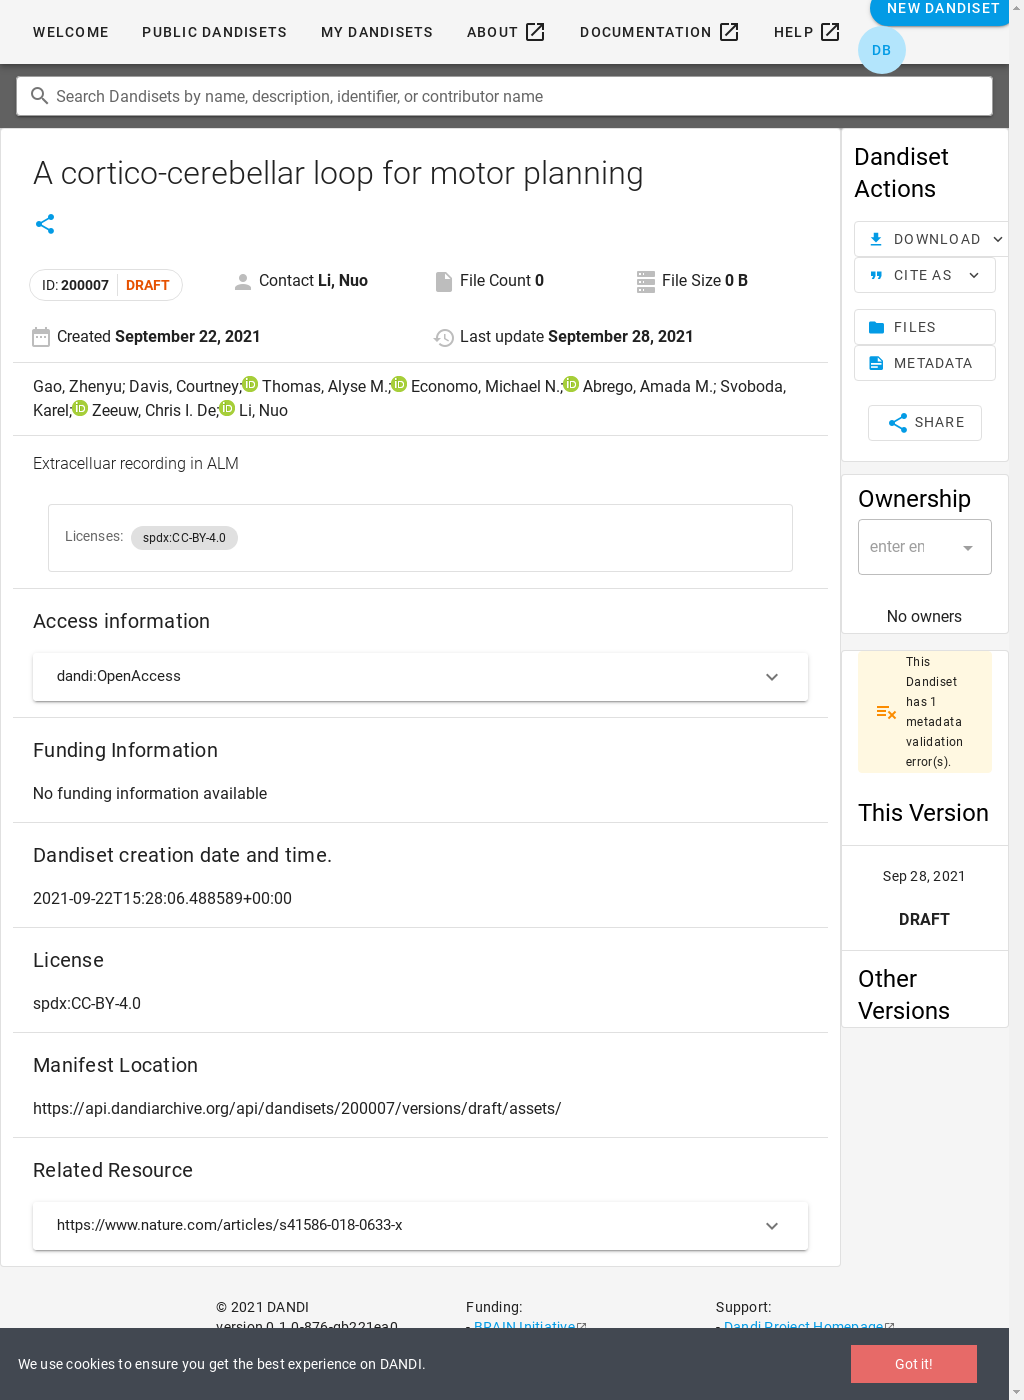 WELCOME PUBLIC DANDISETS MY DANDISETS ABOUT DOCUMENTATION HELP NEW DANDISET
DB
Search Dandisets by name, description, identifier, or contributor name
A cortico-cerebellar loop for motor planning
ID: 200007 DRAFT Contact Li, Nuo File Count 0 File Size 0 B
Created September 22, 2021 Last update September 28, 2021
Gao, Zhenyu; Davis, Courtney; iD Thomas, Alyse M.; iD Economo, Michael N.; iD Abrego, Amada M.; Svoboda,
Karel; iD Zeeuw, Chris I. De; iD Li, Nuo
Extracelluar recording in ALM
Licenses: spdx:CC-BY-4.0
Access information
dandi:OpenAccess
Funding Information
No funding information available
Dandiset creation date and time.
2021-09-22T15:28:06.488589+00:00
License
spdx:CC-BY-4.0
Manifest Location
https://api.dandiarchive.org/api/dandisets/200007/versions/draft/assets/
Related Resource
https://www.nature.com/articles/s41586-018-0633-x
Dandiset
Actions
DOWNLOAD
CITE AS
FILES
METADATA
SHARE
Ownership
enter en
No owners
This
Dandiset
has 1
metadata
validation
error(s).
This Version
Sep 28, 2021
DRAFT
Other
Versions
© 2021 DANDI
version 0.1.0-876-gb221ea0
Funding:
- BRAIN Initiative
Support:
- Dandi Project Homepage
We use cookies to ensure you get the best experience on DANDI.
Got it!